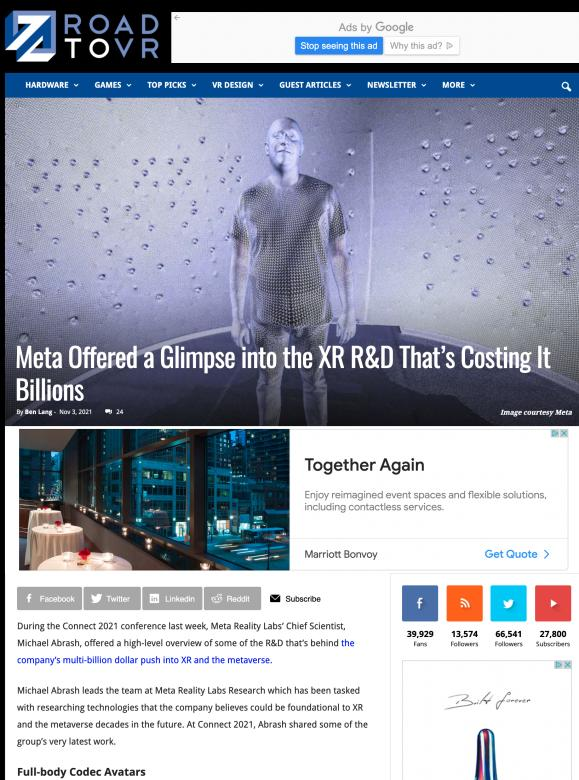 ROAD
TOVR
Ads by Google
Stop seeing this ad
Why this ad?
HARDWARE
GAMES
TOP PICKS
VR DESIGN
GUEST ARTICLES
NEWSLETTER
MORE
Meta Offered a Glimpse into the XR R&D That's Costing It
Billions
By Ben Lang - Nov 3, 2021
24
Image courtesy Meta
Together Again
Enjoy reimagined event spaces and flexible solutions,
including contactless services.
Marriott Bonvoy
Get Quote
Facebook
Twitter
Linkedin
Reddit
Subscribe
39,929
Fans
13,574
Followers
66,541
Followers
27,800
Subscribers
During the Connect 2021 conference last week, Meta Reality Labs' Chief Scientist,
Michael Abrash, offered a high-level overview of some of the R&D that's behind the
company's multi-billion dollar push into XR and the metaverse.
Michael Abrash leads the team at Meta Reality Labs Research which has been tasked
with researching technologies that the company believes could be foundational to XR
and the metaverse decades in the future. At Connect 2021, Abrash shared some of the
group's very latest work.
Built forever
Full-body Codec Avatars